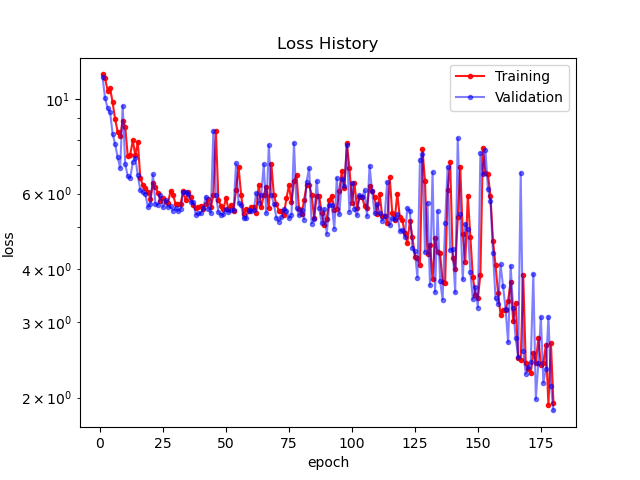 Loss History
Training
Validation
10¹
6 × 10⁰
4 × 10⁰
3 × 10⁰
2 × 10⁰
loss
0 25 50 75 100 125 150 175
epoch